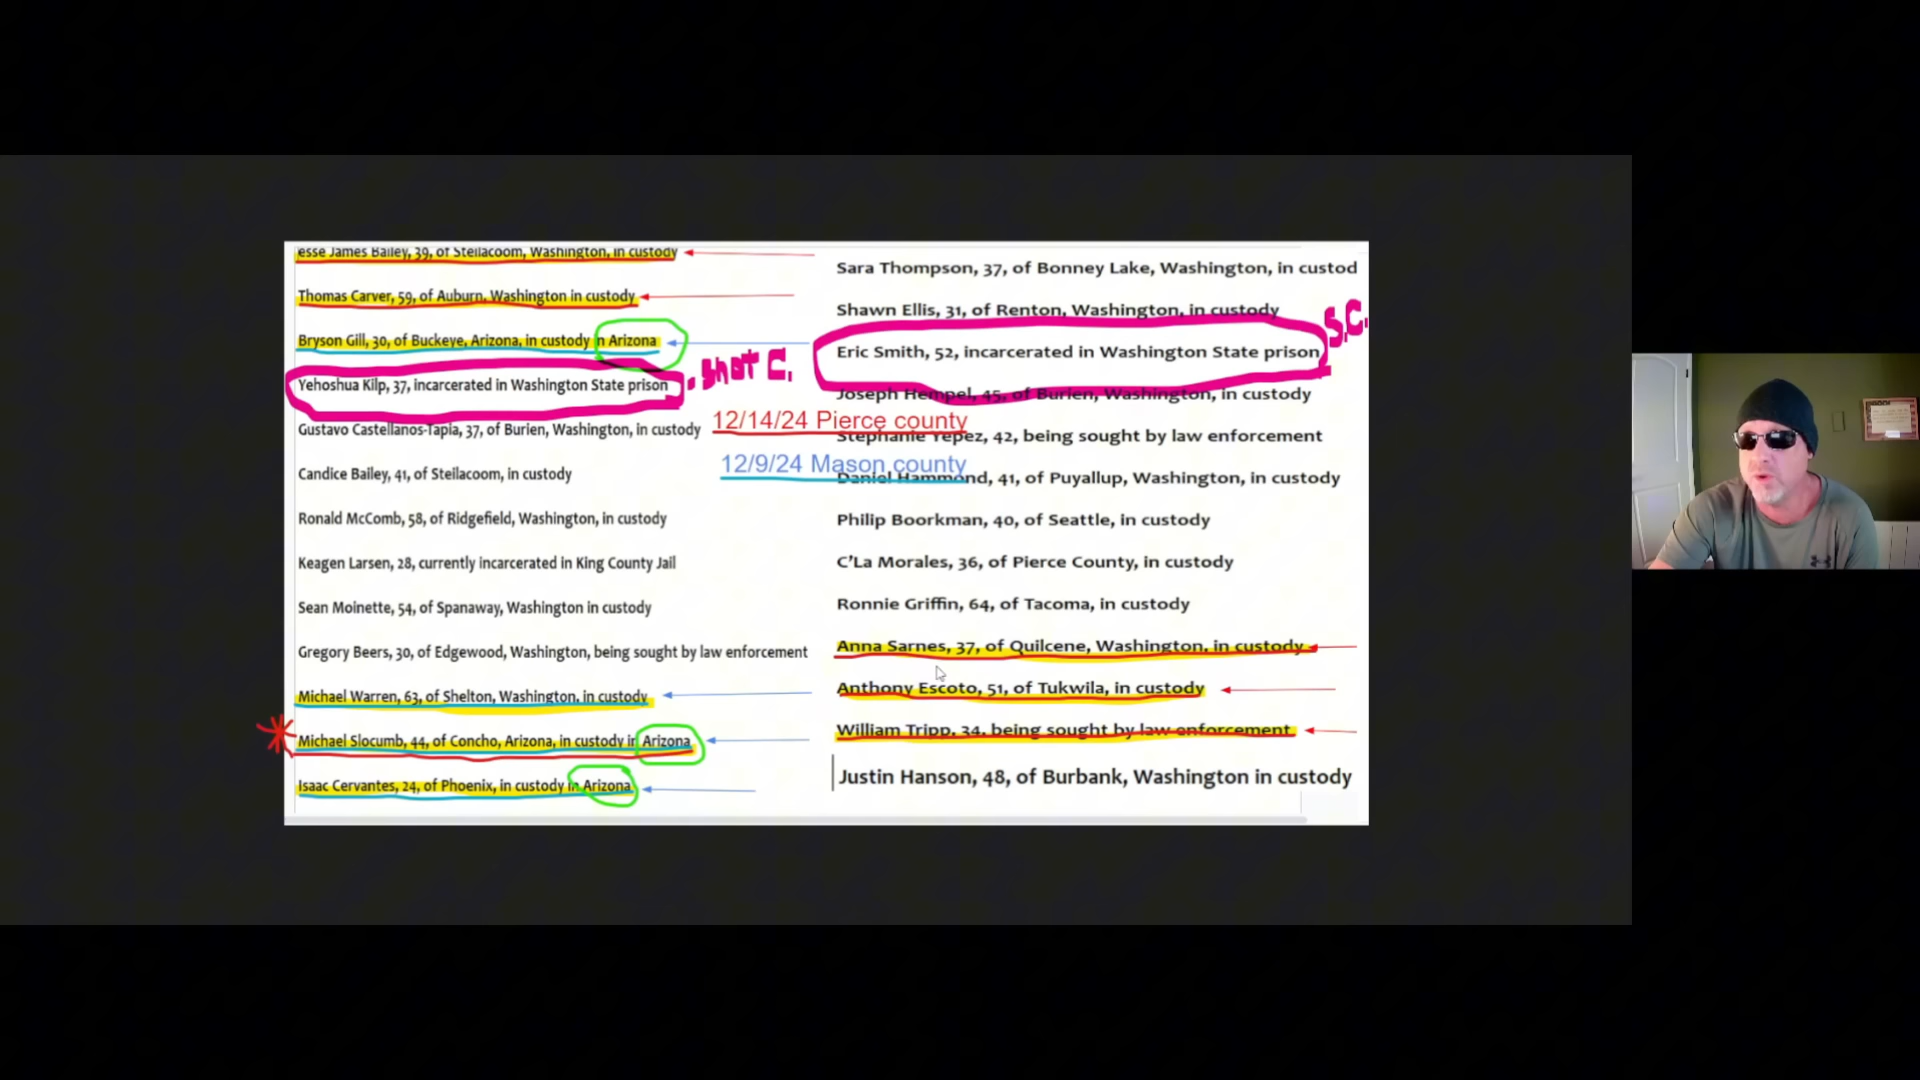 esse James Bailey, 39, of Steilacoom, Washington, in custody
Thomas Carver, 59, of Auburn, Washington in custody
Bryson Gill, 30, of Buckeye, Arizona, in custody in Arizona
Yehoshua Kilp, 37, incarcerated in Washington State prison
- Shot C.
Gustavo Castellanos-Tapia, 37, of Burien, Washington, in custody
Candice Bailey, 41, of Steilacoom, in custody
Ronald McComb, 58, of Ridgefield, Washington, in custody
Keagen Larsen, 28, currently incarcerated in King County Jail
Sean Moinette, 54, of Spanaway, Washington in custody
Gregory Beers, 30, of Edgewood, Washington, being sought by law enforcement
Michael Warren, 63, of Shelton, Washington, in custody
Michael Slocumb, 44, of Concho, Arizona, in custody in Arizona
Isaac Cervantes, 24, of Phoenix, in custody in Arizona
12/14/24 Pierce county
12/9/24 Mason county
Sara Thompson, 37, of Bonney Lake, Washington, in custod
Shawn Ellis, 31, of Renton, Washington, in custody
S.C.
Eric Smith, 52, incarcerated in Washington State prison
Joseph Hempel, 45, of Burien, Washington, in custody
Stephanie Yepez, 42, being sought by law enforcement
Daniel Hammond, 41, of Puyallup, Washington, in custody
Philip Boorkman, 40, of Seattle, in custody
C'La Morales, 36, of Pierce County, in custody
Ronnie Griffin, 64, of Tacoma, in custody
Anna Sarnes, 37, of Quilcene, Washington, in custody
Anthony Escoto, 51, of Tukwila, in custody
William Tripp, 34, being sought by law enforcement
Justin Hanson, 48, of Burbank, Washington in custody